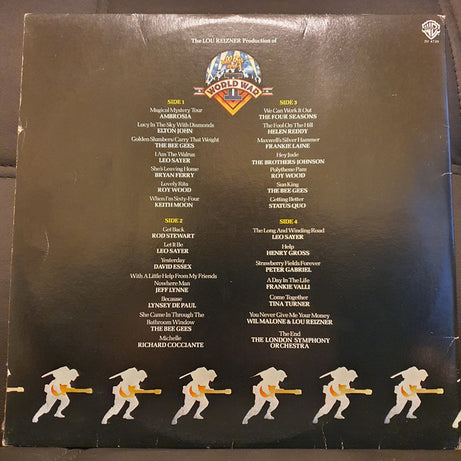 The LOU REIZNER Production of
WORLD WAR
II
SIDE 1
Magical Mystery Tour
AMBROSIA
Lucy In The Sky With Diamonds
ELTON JOHN
Golden Slumbers/Carry That Weight
THE BEE GEES
I Am The Walrus
LEO SAYER
She's Leaving Home
BRYAN FERRY
Lovely Rita
ROY WOOD
When I'm Sixty-Four
KEITH MOON
SIDE 2
Get Back
ROD STEWART
Let It Be
LEO SAYER
Yesterday
DAVID ESSEX
With A Little Help From My Friends
Nowhere Man
JEFF LYNNE
Because
LYNSEY DE PAUL
She Came In Through The
Bathroom Window
THE BEE GEES
Michelle
RICHARD COCCIANTE
SIDE 3
We Can Work It Out
THE FOUR SEASONS
The Fool On The Hill
HELEN REDDY
Maxwell's Silver Hammer
FRANKIE LAINE
Hey Jude
THE BROTHERS JOHNSON
Polythene Pam
ROY WOOD
Sun King
THE BEE GEES
Getting Better
STATUS QUO
SIDE 4
The Long And Winding Road
LEO SAYER
Help
HENRY GROSS
Strawberry Fields Forever
PETER GABRIEL
A Day In The Life
FRANKIE VALLI
Come Together
TINA TURNER
You Never Give Me Your Money
WIL MALONE & LOU REIZNER
The End
THE LONDON SYMPHONY
ORCHESTRA